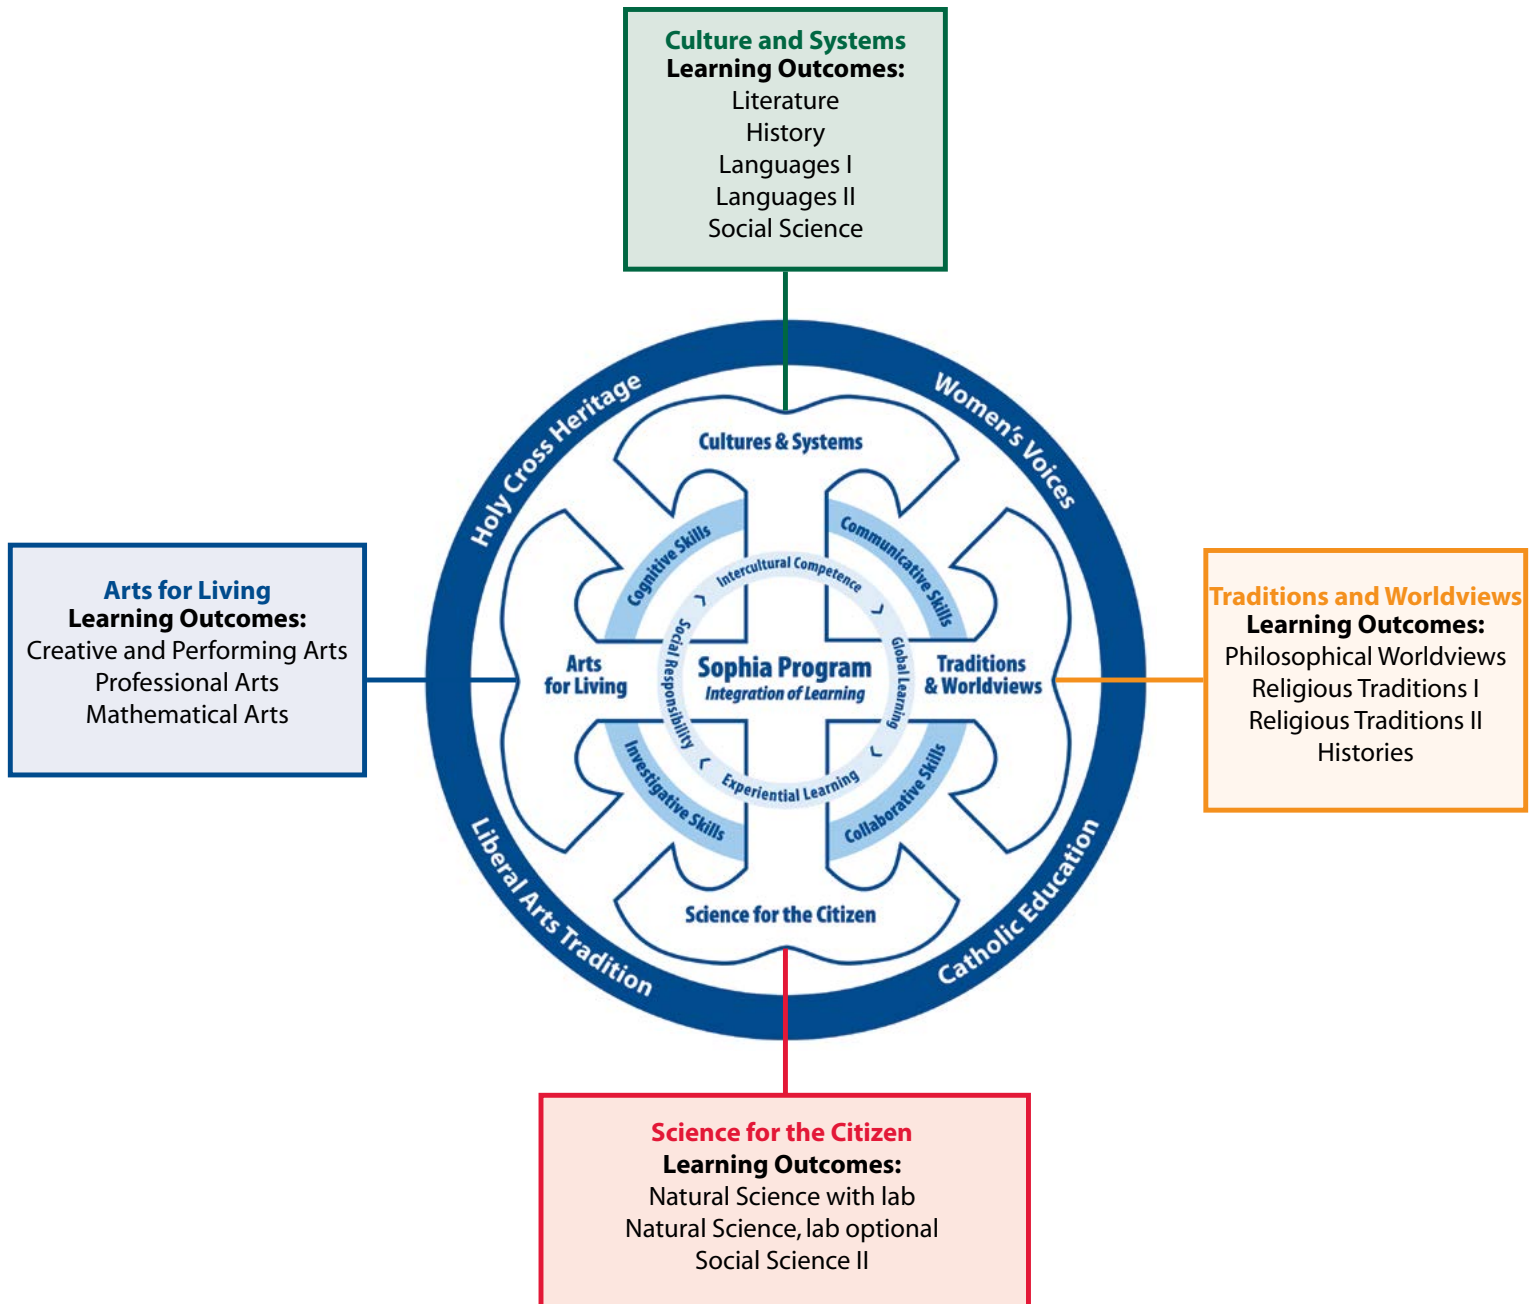 Culture and Systems
Learning Outcomes:
Literature
History
Languages I
Languages II
Social Science
Holy Cross Heritage
Women's Voices
Cultures & Systems
Cognitive Skills
Communicative Skills
Intercultural Competence
Arts for Living
Learning Outcomes:
Creative and Performing Arts
Professional Arts
Mathematical Arts
Arts
for Living
Social Responsibility
Sophia Program
Integration of Learning
Global Learning
Traditions
& Worldviews
Traditions and Worldviews
Learning Outcomes:
Philosophical Worldviews
Religious Traditions I
Religious Traditions II
Histories
Experiential Learning
Investigative Skills
Collaborative Skills
Science for the Citizen
Liberal Arts Tradition
Catholic Education
Science for the Citizen
Learning Outcomes:
Natural Science with lab
Natural Science, lab optional
Social Science II